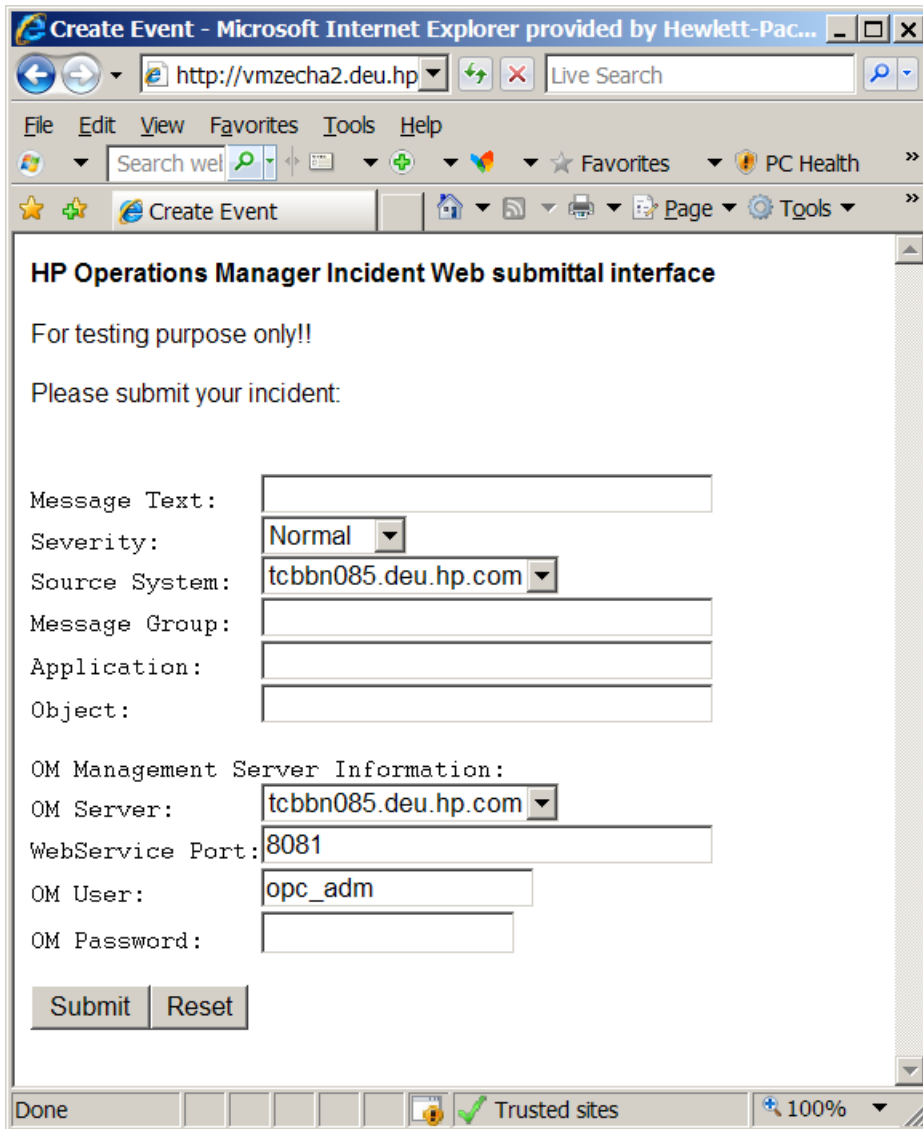 Create Event - Microsoft Internet Explorer provided by Hewlett-Pac...
http://vmzecha2.deu.hp Live Search
File Edit View Favorites Tools Help
Search wel Favorites PC Health »
Create Event Page Tools »
HP Operations Manager Incident Web submittal interface
For testing purpose only!!
Please submit your incident:
Message Text:
Severity: Normal
Source System: tcbbn085.deu.hp.com
Message Group:
Application:
Object:
OM Management Server Information:
OM Server: tcbbn085.deu.hp.com
WebService Port: 8081
OM User: opc_adm
OM Password:
Submit Reset
Done Trusted sites 100%